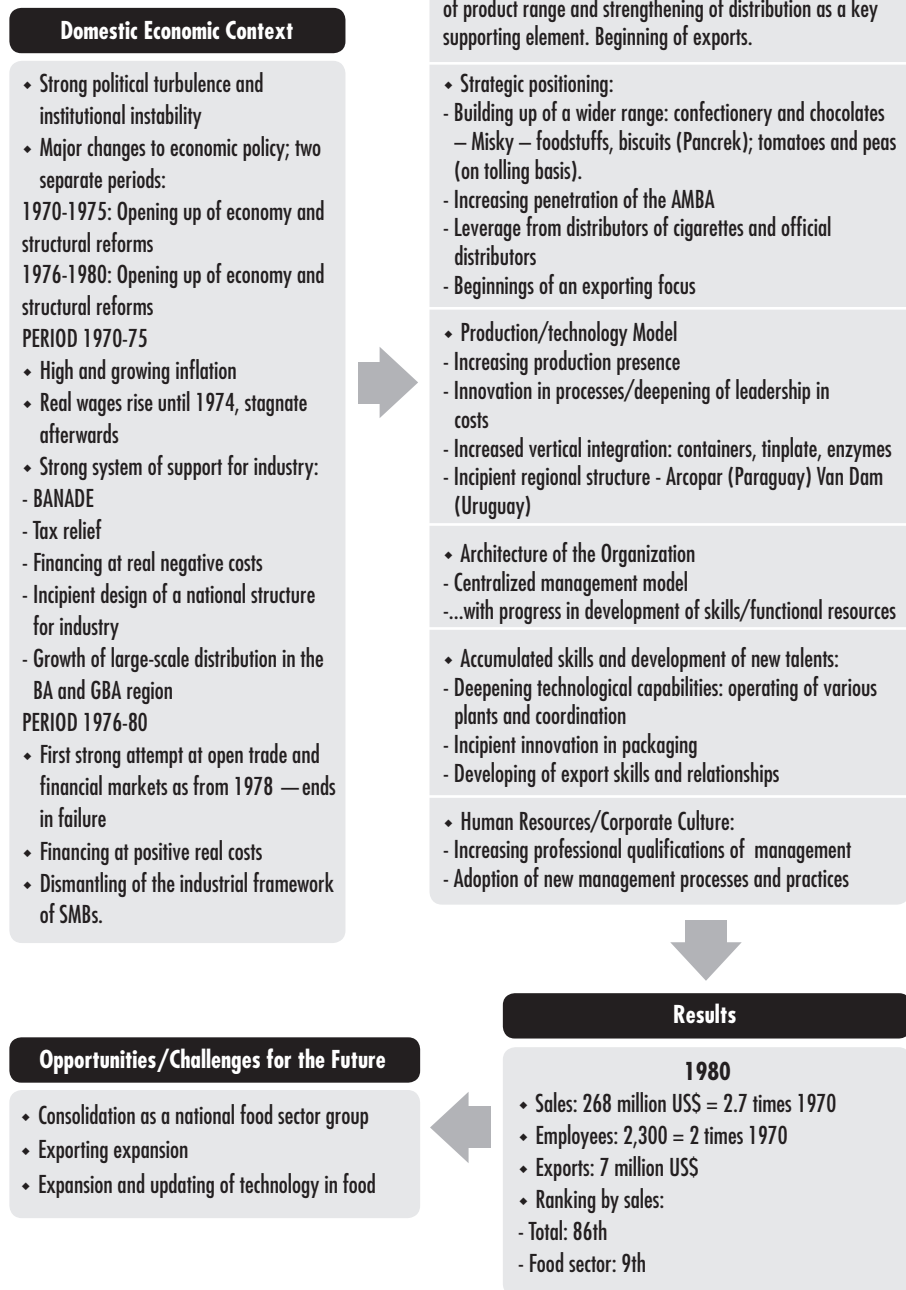 Domestic Economic Context
◆ Strong political turbulence and
institutional instability
◆ Major changes to economic policy; two
separate periods:
1970-1975: Opening up of economy and
structural reforms
1976-1980: Opening up of economy and
structural reforms
PERIOD 1970-75
◆ High and growing inflation
◆ Real wages rise until 1974, stagnate
afterwards
◆ Strong system of support for industry:
- BANADE
- Tax relief
- Financing at real negative costs
- Incipient design of a national structure
for industry
- Growth of large-scale distribution in the
BA and GBA region
PERIOD 1976-80
◆ First strong attempt at open trade and
financial markets as from 1978 — ends
in failure
◆ Financing at positive real costs
◆ Dismantling of the industrial framework
of SMBs.
of product range and strengthening of distribution as a key
supporting element. Beginning of exports.
◆ Strategic positioning:
- Building up of a wider range: confectionery and chocolates
– Misky – foodstuffs, biscuits (Pancrek); tomatoes and peas
(on tolling basis).
- Increasing penetration of the AMBA
- Leverage from distributors of cigarettes and official
distributors
- Beginnings of an exporting focus
◆ Production/technology Model
- Increasing production presence
- Innovation in processes/deepening of leadership in
costs
- Increased vertical integration: containers, tinplate, enzymes
- Incipient regional structure - Arcopar (Paraguay) Van Dam
(Uruguay)
◆ Architecture of the Organization
- Centralized management model
-...with progress in development of skills/functional resources
◆ Accumulated skills and development of new talents:
- Deepening technological capabilities: operating of various
plants and coordination
- Incipient innovation in packaging
- Developing of export skills and relationships
◆ Human Resources/Corporate Culture:
- Increasing professional qualifications of management
- Adoption of new management processes and practices
Results
1980
◆ Sales: 268 million US$ = 2.7 times 1970
◆ Employees: 2,300 = 2 times 1970
◆ Exports: 7 million US$
◆ Ranking by sales:
- Total: 86th
- Food sector: 9th
Opportunities/Challenges for the Future
◆ Consolidation as a national food sector group
◆ Exporting expansion
◆ Expansion and updating of technology in food